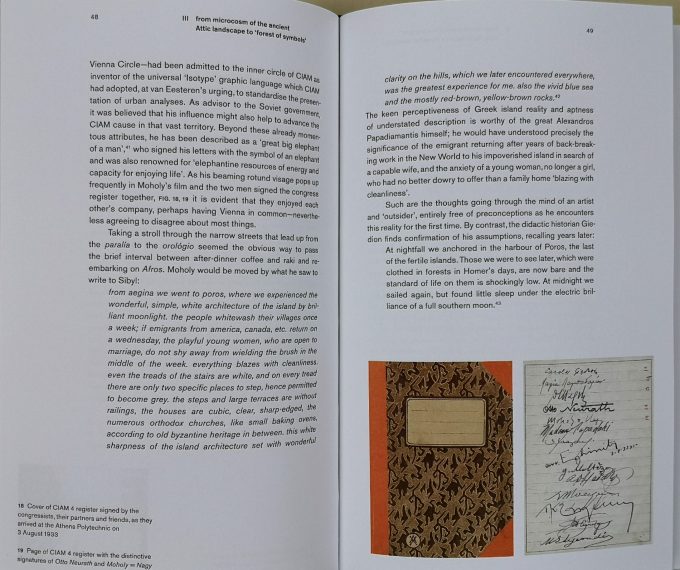 48
III from microcosm of the ancient
Attic landscape to 'forest of symbols'
Vienna Circle—had been admitted to the inner circle of CIAM as
inventor of the universal 'Isotype' graphic language which CIAM
had adopted, at van Eesteren's urging, to standardise the presen-
tation of urban analyses. As advisor to the Soviet government,
it was believed that his influence might also help to advance the
CIAM cause in that vast territory. Beyond these already momen-
tous attributes, he has been described as a 'great big elephant
of a man',⁴¹ who signed his letters with the symbol of an elephant
and was also renowned for 'elephantine resources of energy and
capacity for enjoying life'. As his beaming rotund visage pops up
frequently in Moholy's film and the two men signed the congress
register together, FIG. 18, 19 it is evident that they enjoyed each
other's company, perhaps having Vienna in common—neverthe-
less agreeing to disagree about most things.
Taking a stroll through the narrow streets that lead up from
the paralía to the orológio seemed the obvious way to pass
the brief interval between after-dinner coffee and raki and re-
embarking on Afros. Moholy would be moved by what he saw to
write to Sibyl:
from aegina we went to poros, where we experienced the
wonderful, simple, white architecture of the island by bril-
liant moonlight. the people whitewash their villages once
a week; if emigrants from america, canada, etc. return on
a wednesday, the playful young women, who are open to
marriage, do not shy away from wielding the brush in the
middle of the week. everything blazes with cleanliness.
even the treads of the stairs are white, and on every tread
there are only two specific places to step, hence permitted
to become grey. the steps and large terraces are without
railings, the houses are cubic, clear, sharp-edged, the
numerous orthodox churches, like small baking ovens,
according to old byzantine heritage in between. this white
sharpness of the island architecture set with wonderful
18 Cover of CIAM 4 register signed by the
congressists, their partners and friends, as they
arrived at the Athens Polytechnic on
3 August 1933
19 Page of CIAM 4 register with the distinctive
signatures of Otto Neurath and Moholy = Nagy
49
clarity on the hills, which we later encountered everywhere,
was the greatest experience for me. also the vivid blue sea
and the mostly red-brown, yellow-brown rocks.⁴²
The keen perceptiveness of Greek island reality and aptness
of understated description is worthy of the great Alexandros
Papadiamantis himself; he would have understood precisely the
significance of the emigrant returning after years of back-break-
ing work in the New World to his impoverished island in search of
a capable wife, and the anxiety of a young woman, no longer a girl,
who had no better dowry to offer than a family home 'blazing with
cleanliness'.
Such are the thoughts going through the mind of an artist
and 'outsider', entirely free of preconceptions as he encounters
this reality for the first time. By contrast, the didactic historian Gie-
dion finds confirmation of his assumptions, recalling years later:
At nightfall we anchored in the harbour of Poros, the last
of the fertile islands. Those we were to see later, which were
clothed in forests in Homer's days, are now bare and the
standard of life on them is shockingly low. At midnight we
sailed again, but found little sleep under the electric bril-
liance of a full southern moon.⁴³
Neurath